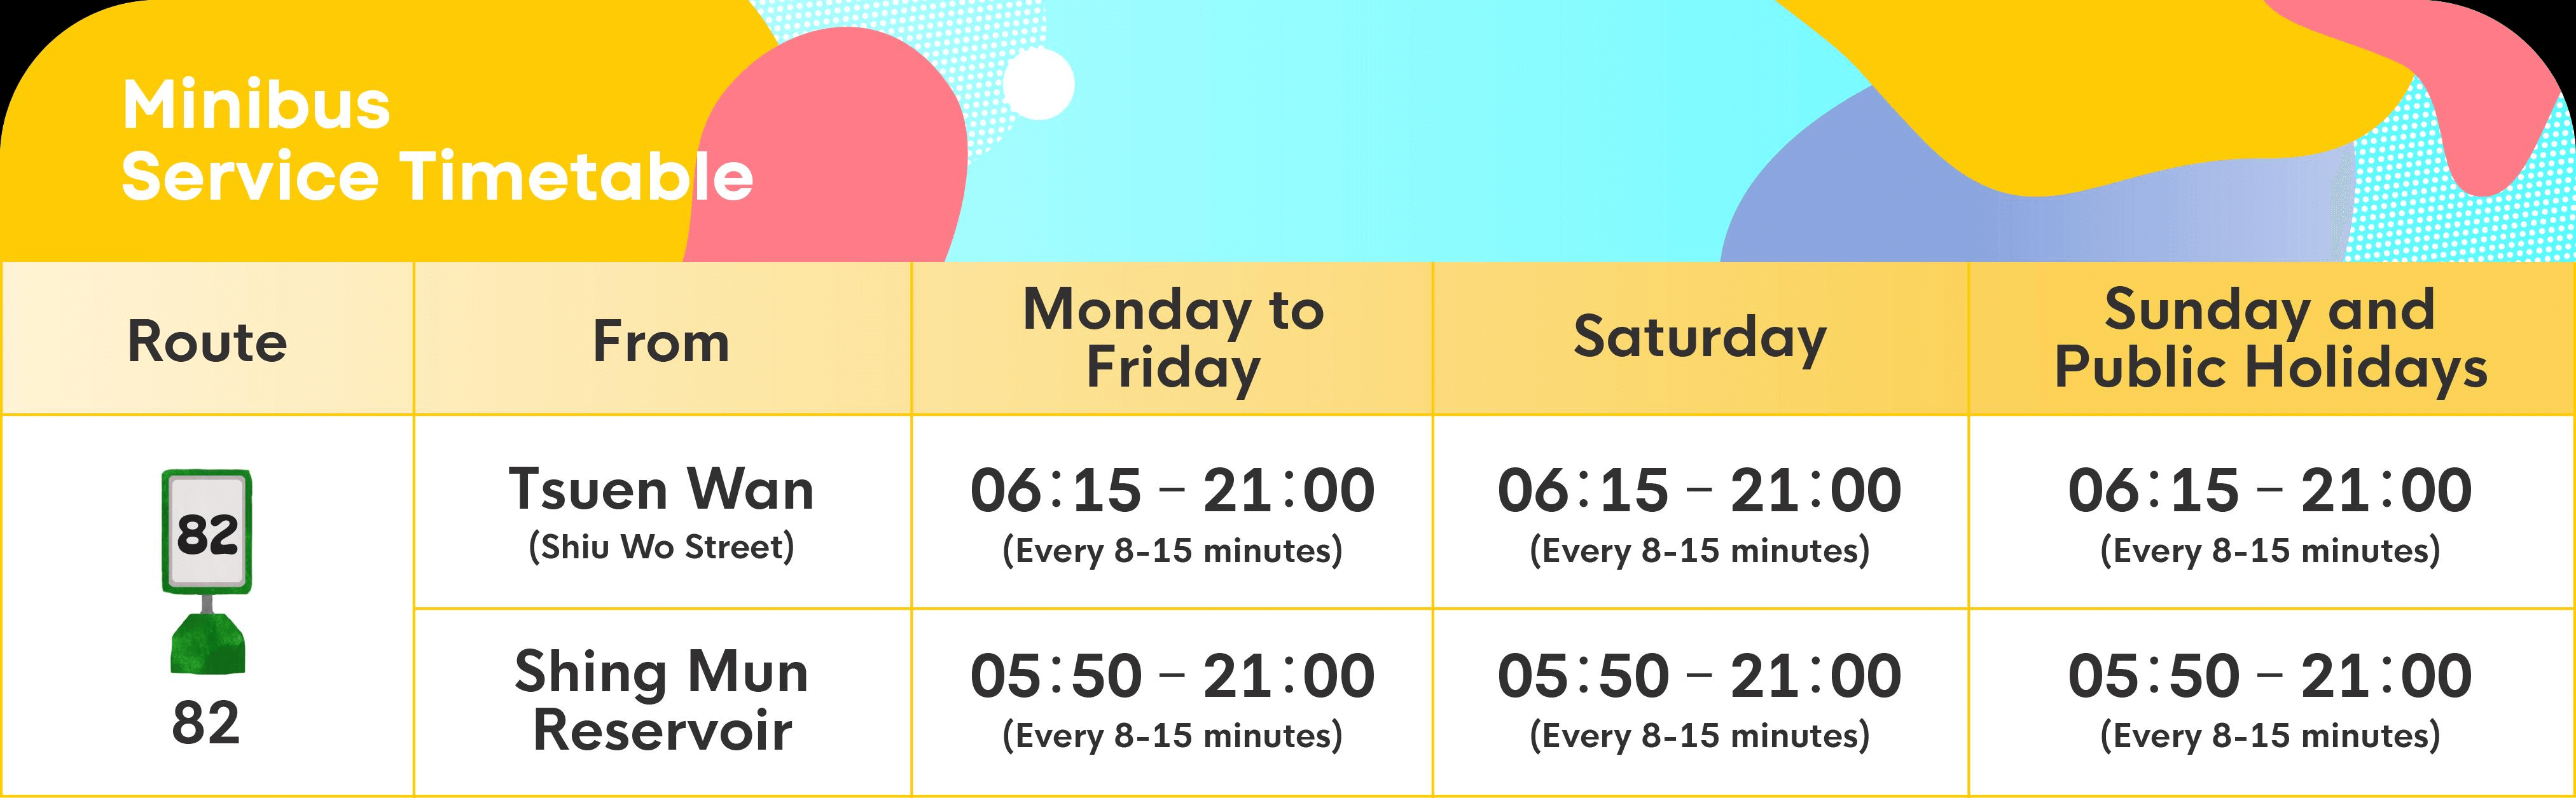 Minibus
Service Timetable
Route
From
Monday to
Friday
Saturday
Sunday and
Public Holidays
82
82
Tsuen Wan
(Shiu Wo Street)
06:15 – 21:00
(Every 8-15 minutes)
06:15 – 21:00
(Every 8-15 minutes)
06:15 – 21:00
(Every 8-15 minutes)
Shing Mun
Reservoir
05:50 – 21:00
(Every 8-15 minutes)
05:50 – 21:00
(Every 8-15 minutes)
05:50 – 21:00
(Every 8-15 minutes)